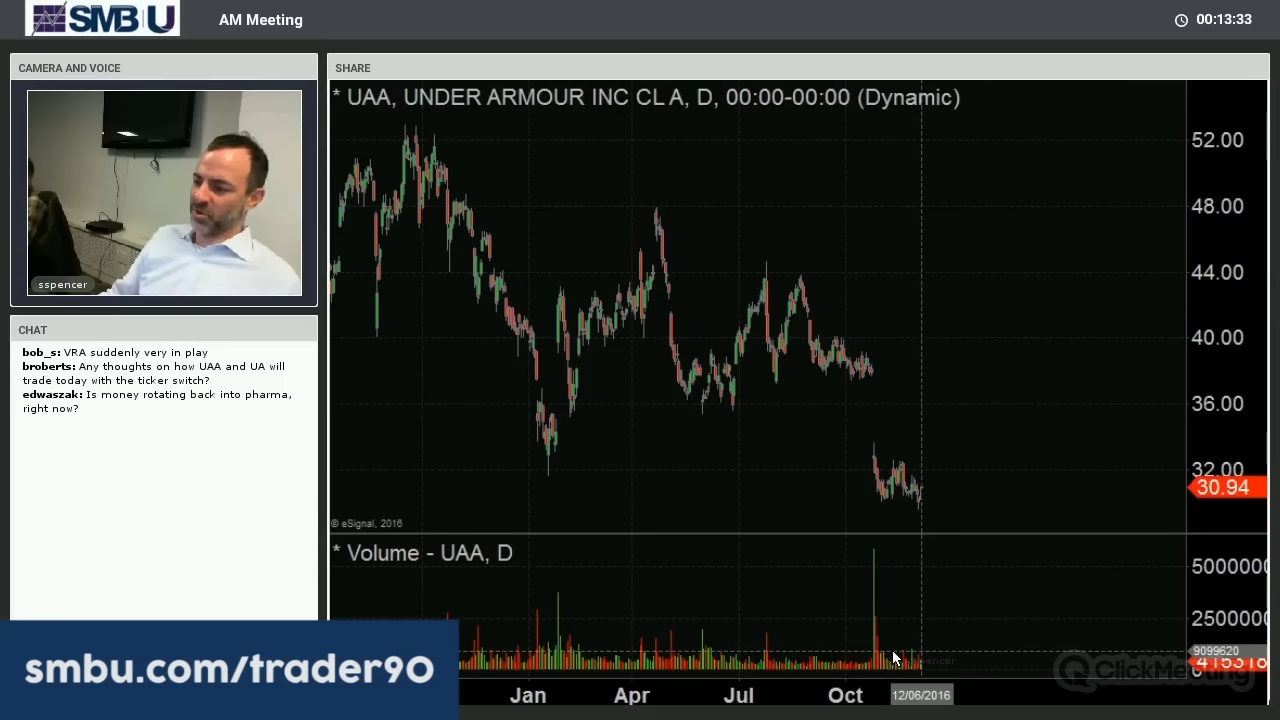 SMB U
AM Meeting
00:13:33
CAMERA AND VOICE
SHARE
sspencer
* UAA, UNDER ARMOUR INC CL A, D, 00:00-00:00 (Dynamic)
52.00
48.00
44.00
40.00
36.00
32.00
30.94
© eSignal, 2016
CHAT
bob_s: VRA suddenly very in play
broberts: Any thoughts on how UAA and UA will
trade today with the ticker switch?
edwaszak: Is money rotating back into pharma,
right now?
* Volume - UAA, D
5000000
2500000
9099620
0
ClickMeeting
Jan
Apr
Jul
Oct
12/06/2016
smbu.com/trader90